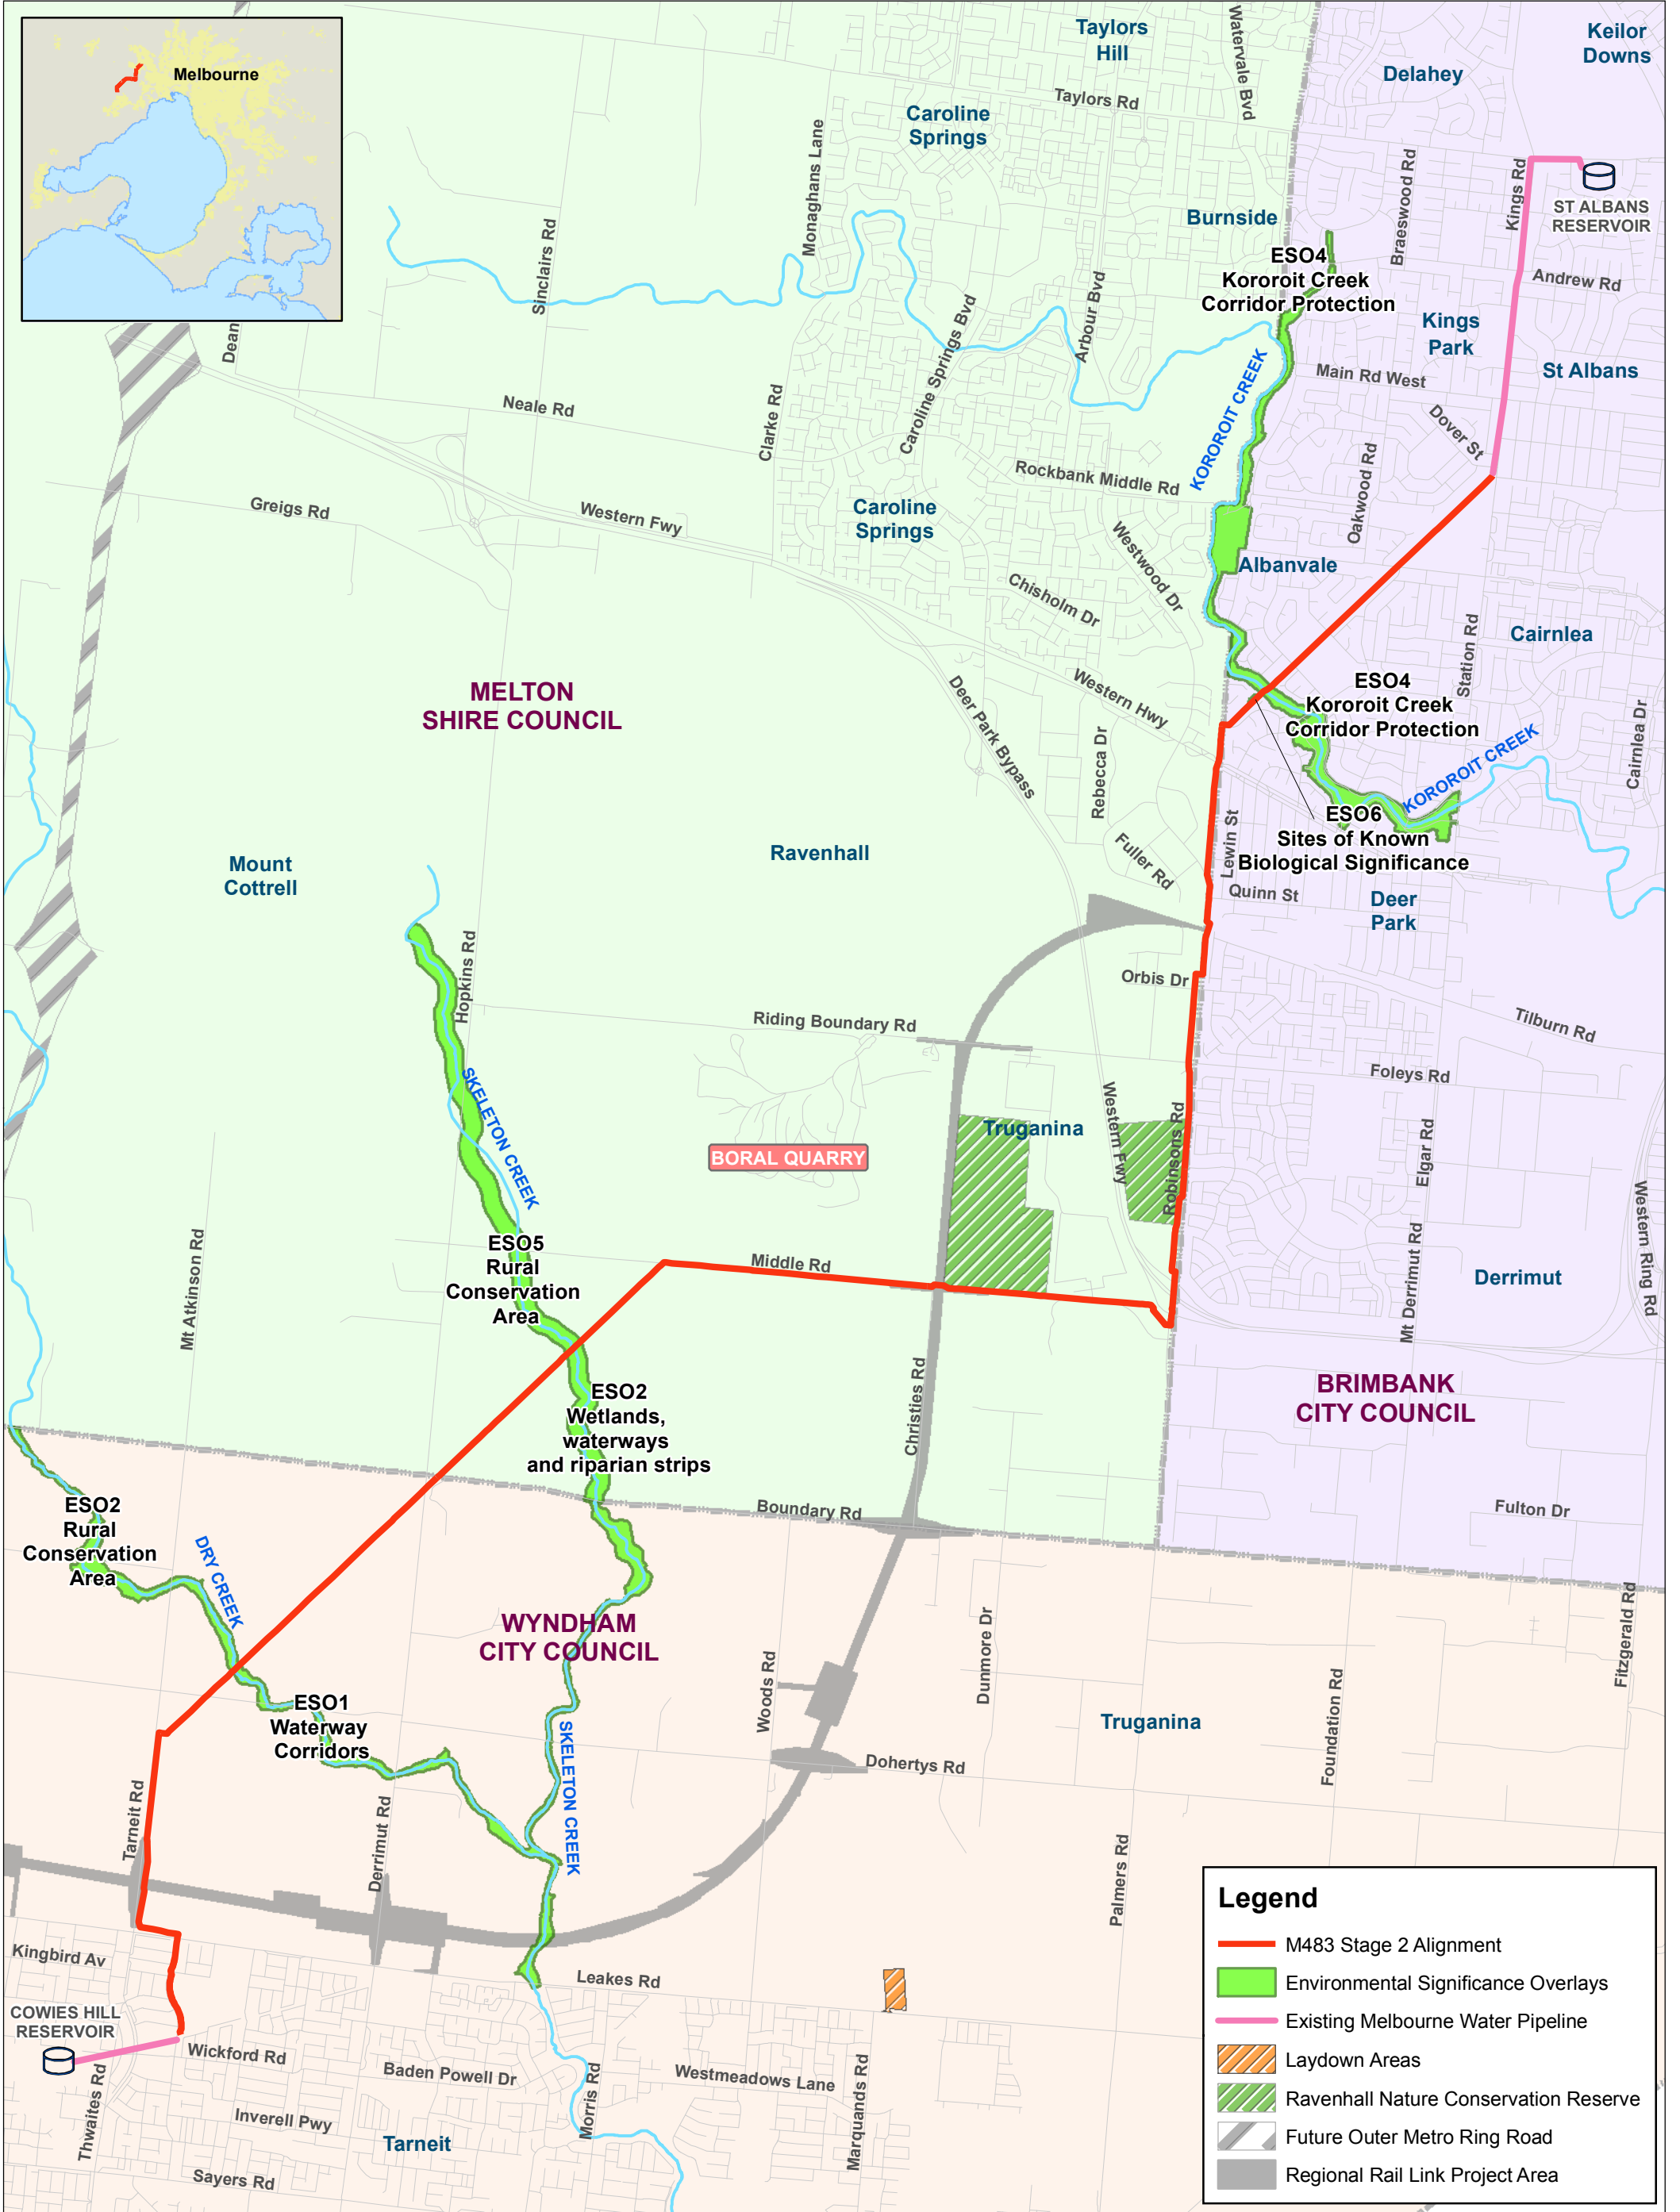 Melbourne
Taylors
Hill
Watervale Bvd
Keilor
Downs
Delahey
Taylors Rd
Caroline
Springs
Monaghans Lane
Kings Rd
Braeswood Rd
ST ALBANS
RESERVOIR
Burnside
Sinclairs Rd
ESO4
Kororoit Creek
Corridor Protection
Andrew Rd
Arbour Bvd
Caroline Springs Bvd
Kings
Park
Dean
St Albans
Main Rd West
KOROROIT CREEK
Neale Rd
Clarke Rd
Dover St
Oakwood Rd
Rockbank Middle Rd
Greigs Rd
Western Fwy
Caroline
Springs
Westwood Dr
Albanvale
Chisholm Dr
Station Rd
Cairnlea
MELTON
SHIRE COUNCIL
Deer Park Bypass
Western Hwy
ESO4
Kororoit Creek
Corridor Protection
Cairnlea Dr
Rebecca Dr
KOROROIT CREEK
ESO6
Sites of Known
Biological Significance
Lewin St
Mount
Cottrell
Ravenhall
Fuller Rd
Quinn St
Deer
Park
Hopkins Rd
Orbis Dr
Riding Boundary Rd
Tilburn Rd
Foleys Rd
SKELETON CREEK
Truganina
Western Fwy
Robinsons Rd
Elgar Rd
BORAL QUARRY
Western Ring Rd
Mt Atkinson Rd
ESO5
Rural
Conservation
Area
Middle Rd
Mt Derrimut Rd
Derrimut
Christies Rd
ESO2
Wetlands,
waterways
and riparian strips
BRIMBANK
CITY COUNCIL
ESO2
Rural
Conservation
Area
Boundary Rd
Fulton Dr
DRY CREEK
Fitzgerald Rd
WYNDHAM
CITY COUNCIL
Woods Rd
Dunmore Dr
Foundation Rd
ESO1
Waterway
Corridors
Truganina
SKELETON CREEK
Dohertys Rd
Tarneit Rd
Derrimut Rd
Palmers Rd
Kingbird Av
Leakes Rd
COWIES HILL
RESERVOIR
Wickford Rd
Baden Powell Dr
Westmeadows Lane
Thwaites Rd
Morris Rd
Marquands Rd
Inverell Pwy
Tarneit
Sayers Rd
Legend
M483 Stage 2 Alignment
Environmental Significance Overlays
Existing Melbourne Water Pipeline
Laydown Areas
Ravenhall Nature Conservation Reserve
Future Outer Metro Ring Road
Regional Rail Link Project Area